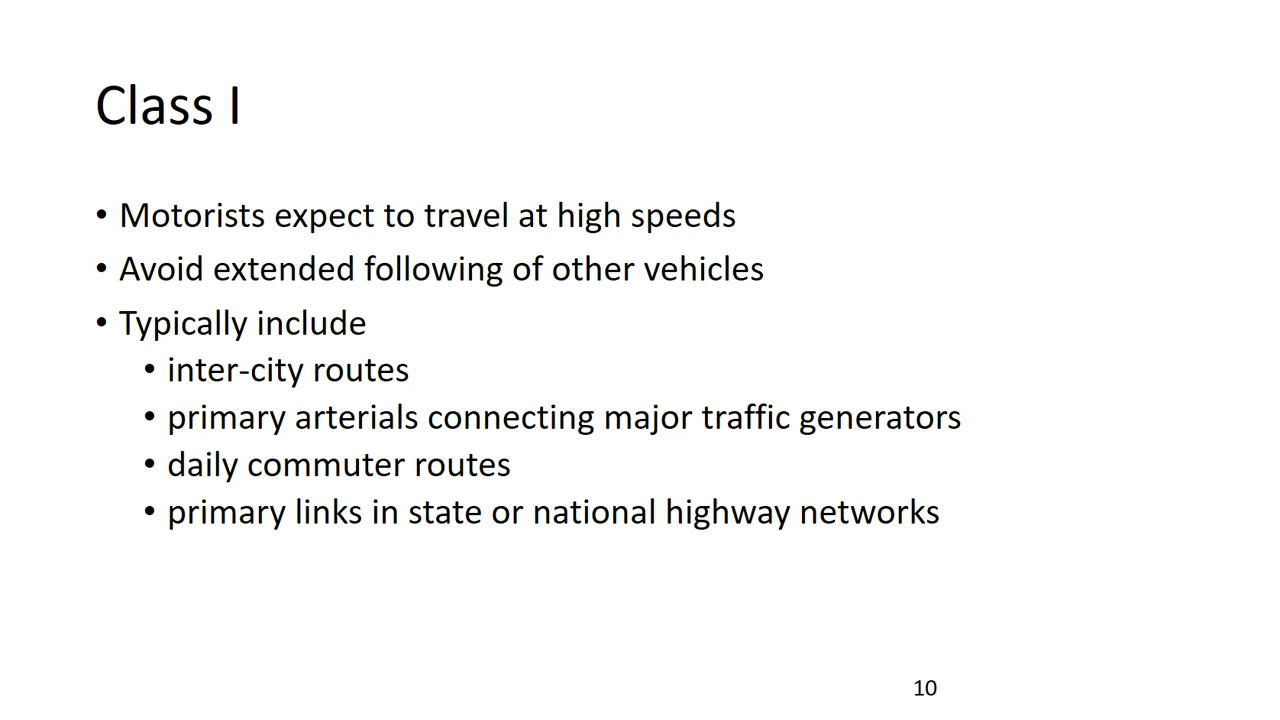 Class I
• Motorists expect to travel at high speeds
• Avoid extended following of other vehicles
• Typically include
• inter-city routes
• primary arterials connecting major traffic generators
• daily commuter routes
• primary links in state or national highway networks
10